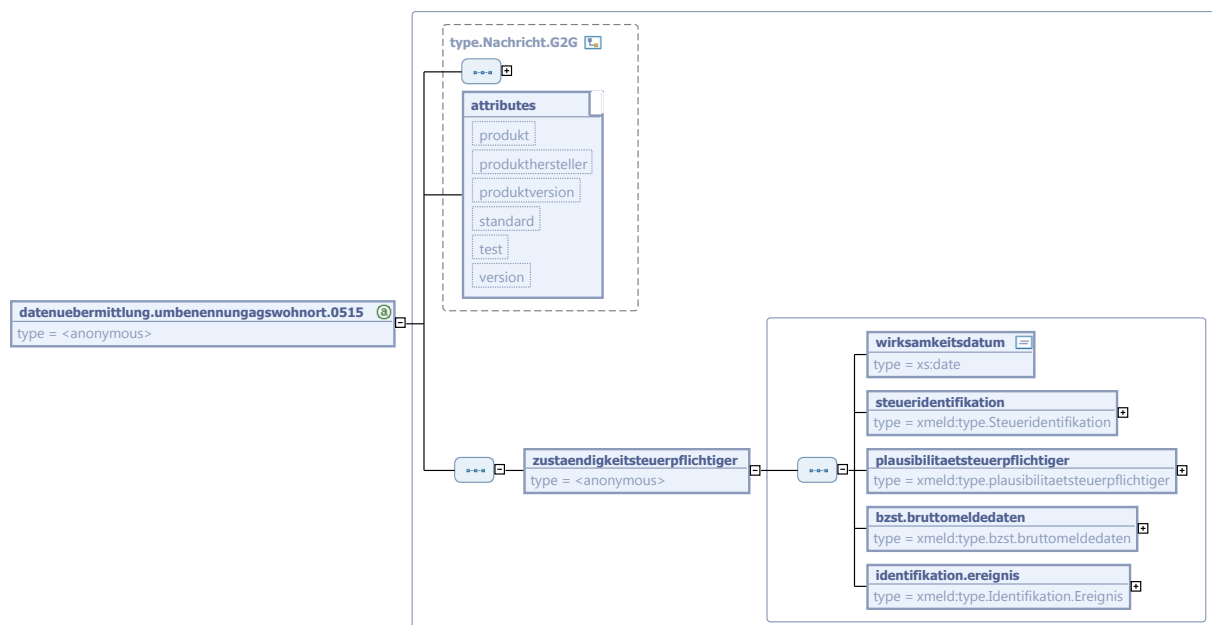 type.Nachricht.G2G
attributes
produkt
produkthersteller
produktversion
standard
test
version
datenuebermittlung.umbenennungagswohnort.0515
type = <anonymous>
wirksamkeitsdatum
type = xs:date
steueridentifikation
type = xmeld:type.Steueridentifikation
zustaendigkeitsteuerpflichtiger
type = <anonymous>
plausibilitaetsteuerpflichtiger
type = xmeld:type.plausibilitaetsteuerpflichtiger
bzst.bruttomeldedaten
type = xmeld:type.bzst.bruttomeldedaten
identifikation.ereignis
type = xmeld:type.Identifikation.Ereignis